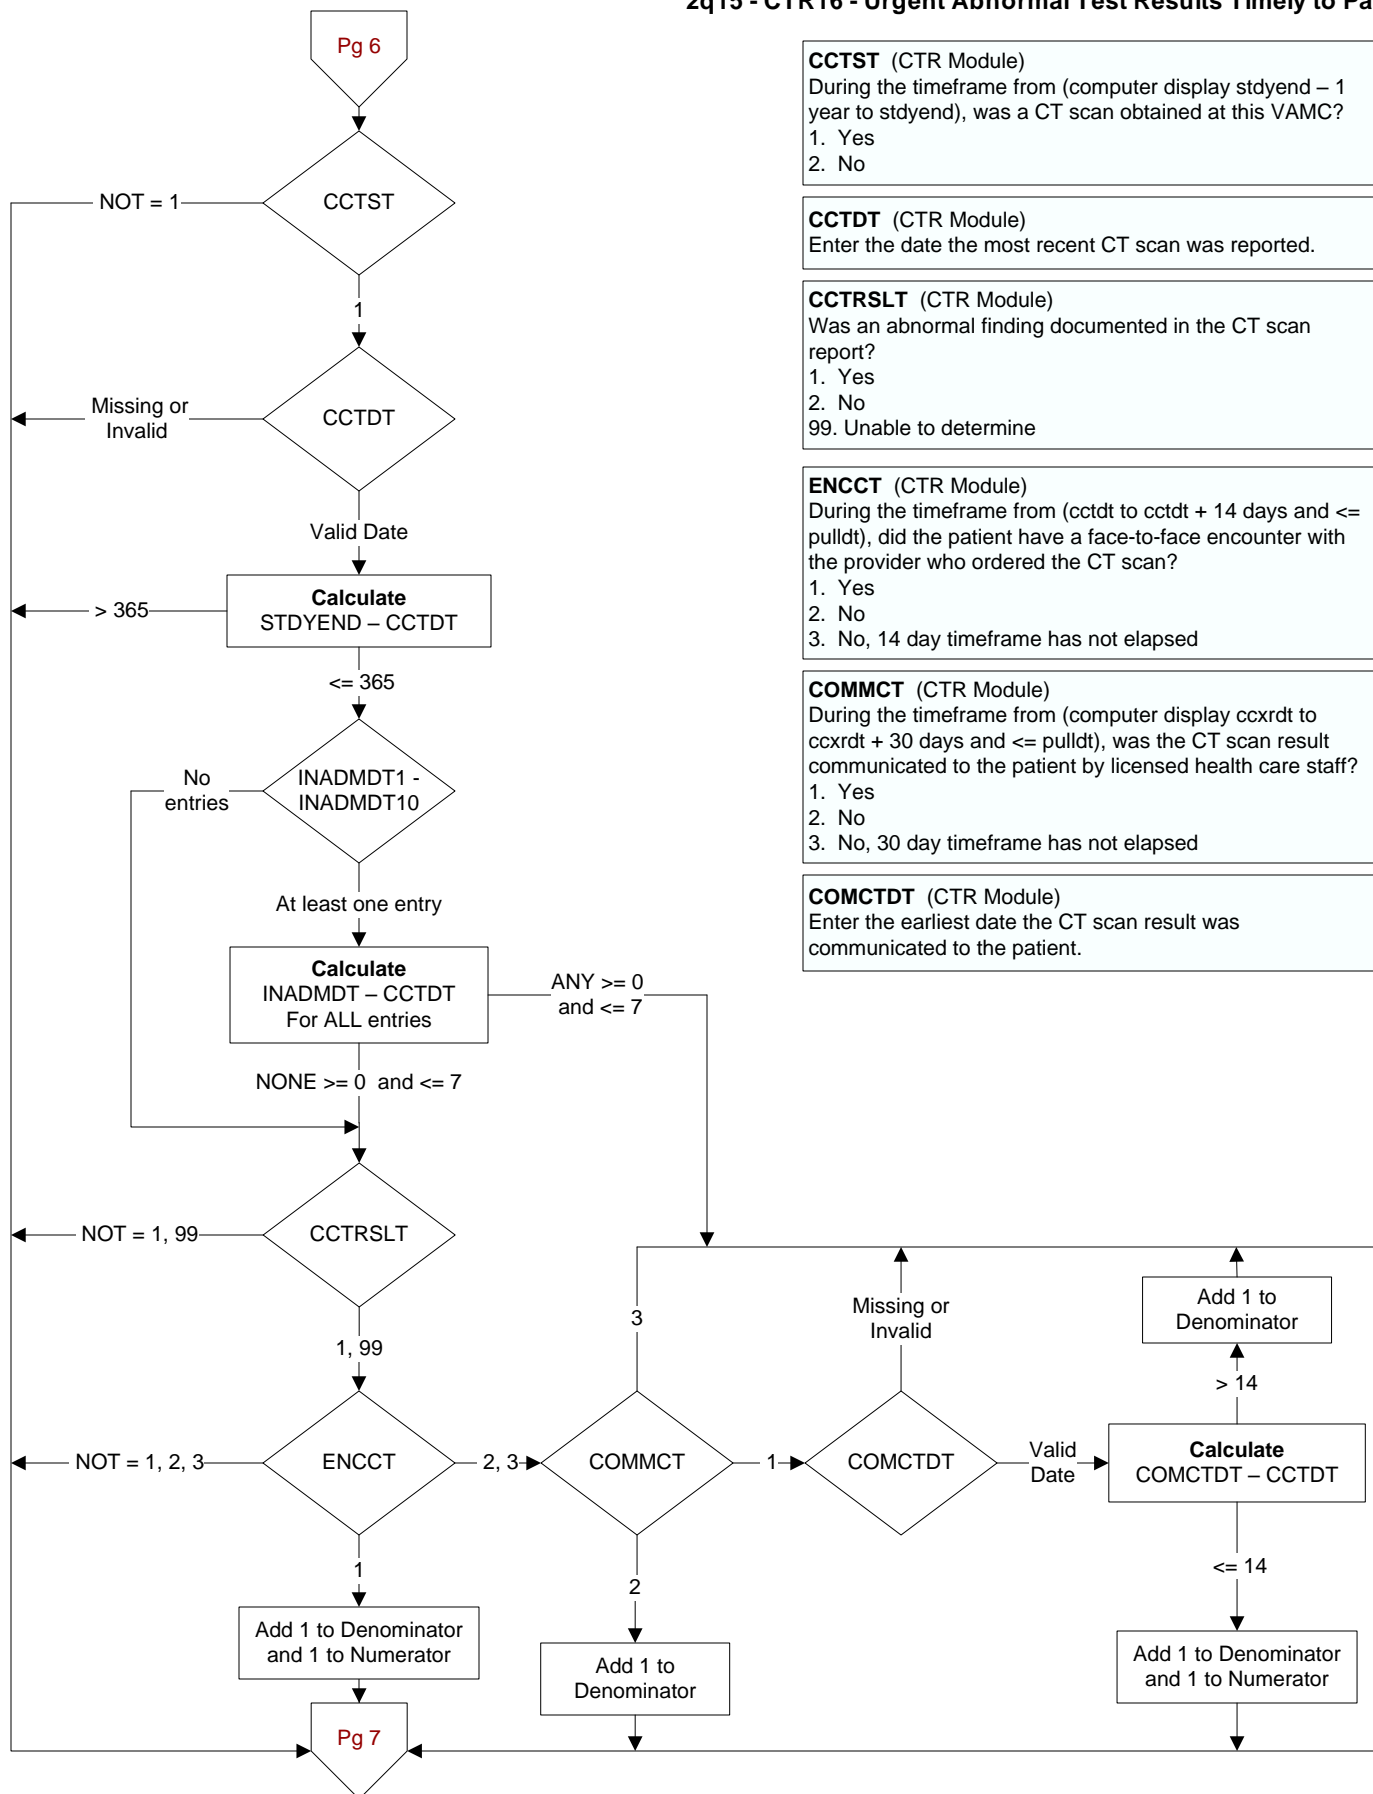 2q15 - CTR16 - Urgent Abnormal Test Results Timely to Pa
Pg 6
CCTST (CTR Module)
During the timeframe from (computer display stdyend – 1
year to stdyend), was a CT scan obtained at this VAMC?
1. Yes
2. No
CCTDT (CTR Module)
Enter the date the most recent CT scan was reported.
CCTRSLT (CTR Module)
Was an abnormal finding documented in the CT scan
report?
1. Yes
2. No
99. Unable to determine
ENCCT (CTR Module)
During the timeframe from (cctdt to cctdt + 14 days and <=
pulldt), did the patient have a face-to-face encounter with
the provider who ordered the CT scan?
1. Yes
2. No
3. No, 14 day timeframe has not elapsed
COMMCT (CTR Module)
During the timeframe from (computer display ccxrdt to
ccxrdt + 30 days and <= pulldt), was the CT scan result
communicated to the patient by licensed health care staff?
1. Yes
2. No
3. No, 30 day timeframe has not elapsed
COMCTDT (CTR Module)
Enter the earliest date the CT scan result was
communicated to the patient.
NOT = 1
CCTST
1
Missing or
Invalid
CCTDT
Valid Date
> 365
Calculate
STDYEND – CCTDT
<= 365
No
entries
INADMDT1 -
INADMDT10
At least one entry
Calculate
INADMDT – CCTDT
For ALL entries
ANY >= 0
and <= 7
NONE >= 0 and <= 7
NOT = 1, 99
CCTRSLT
1, 99
3
Missing or
Invalid
Add 1 to
Denominator
> 14
NOT = 1, 2, 3
ENCCT
2, 3
COMMCT
1
COMCTDT
Valid
Date
Calculate
COMCTDT – CCTDT
1
2
<= 14
Add 1 to Denominator
and 1 to Numerator
Add 1 to
Denominator
Add 1 to Denominator
and 1 to Numerator
Pg 7